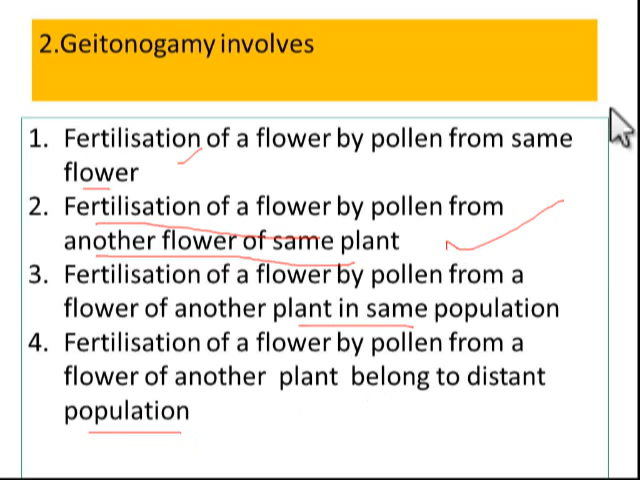 2.Geitonogamy involves
1. Fertilisation of a flower by pollen from same
flower
2. Fertilisation of a flower by pollen from
another flower of same plant
3. Fertilisation of a flower by pollen from a
flower of another plant in same population
4. Fertilisation of a flower by pollen from a
flower of another plant belong to distant
population